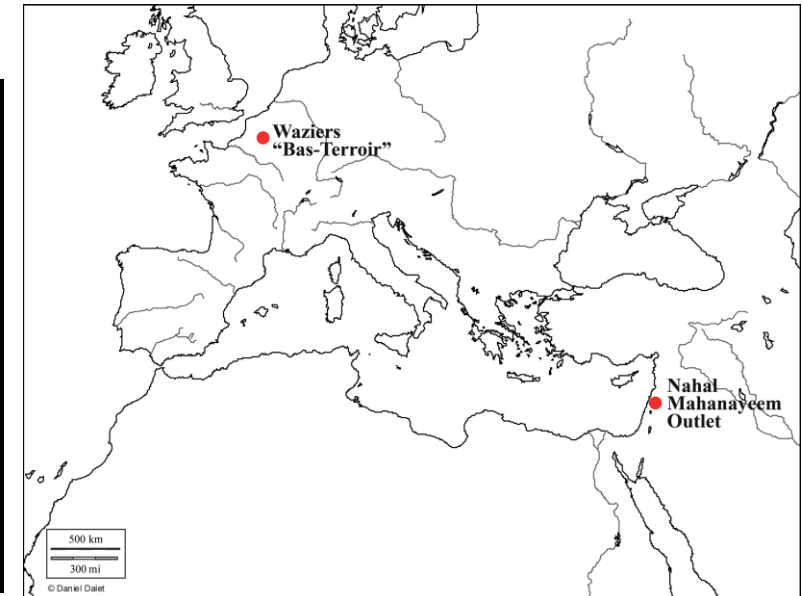 Waziers
“Bas-Terroir”
Nahal
Mahanayeem
Outlet
500 km
300 mi
© Daniel Dalet